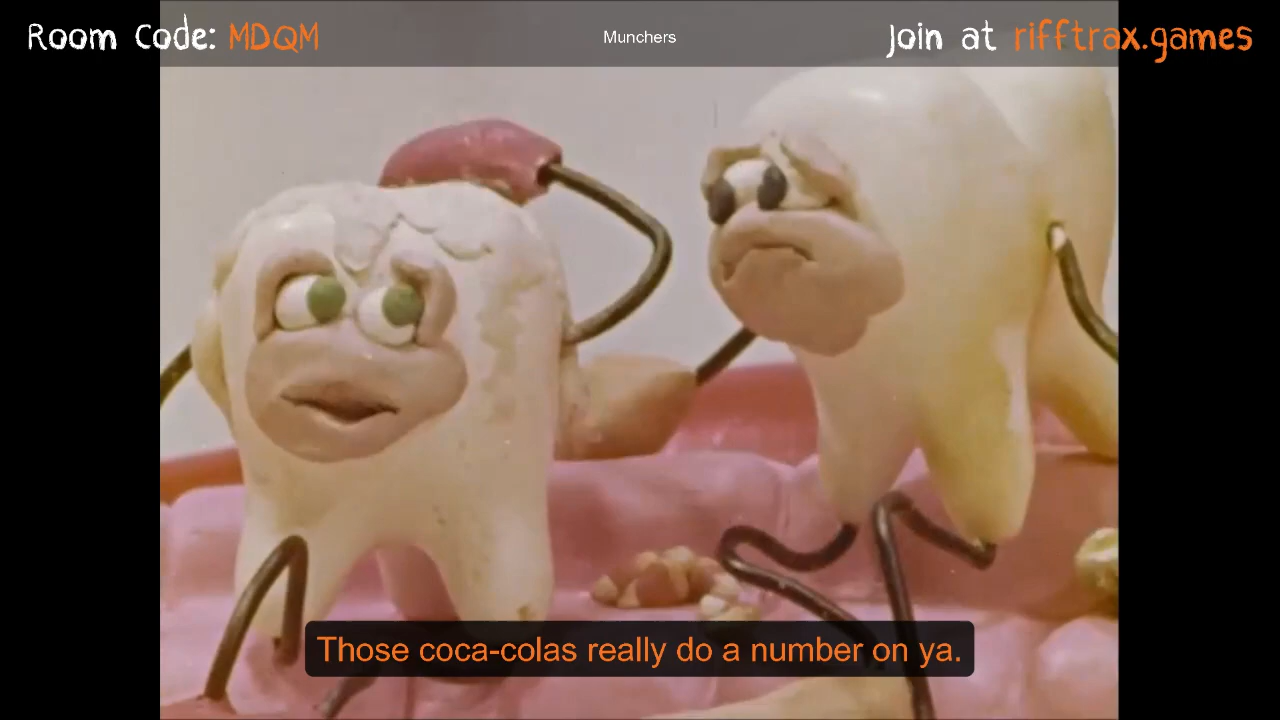 Room Code: MDQM
Munchers
Join at rifftrax.games
Those coca-colas really do a number on ya.